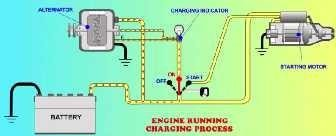 ALTERNATOR
CHARGING INDICATOR
ON
OFF
START
STARTING MOTOR
BATTERY
ENGINE RUNNING
CHARGING PROCESS